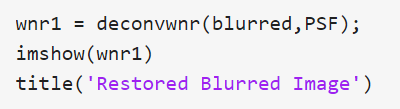 wnr1 = deconvwnr(blurred,PSF);
imshow(wnr1)
title('Restored Blurred Image')